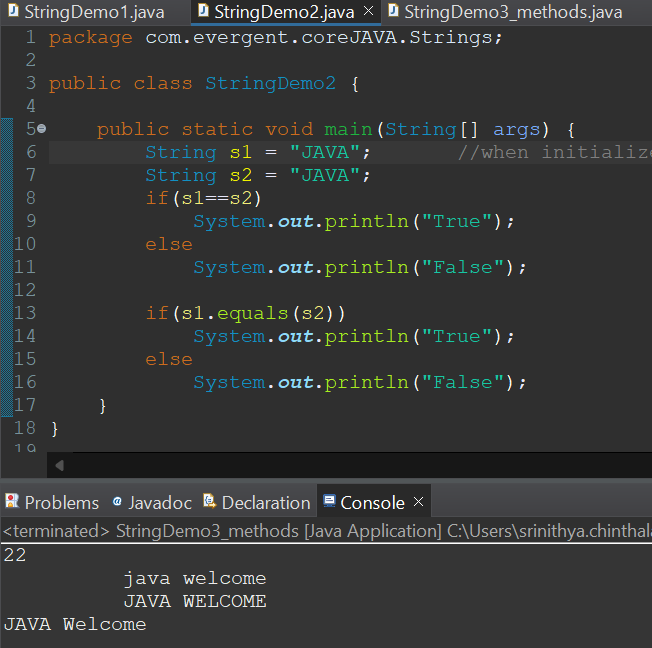 StringDemo1.java StringDemo2.java StringDemo3_methods.java
1 package com.evergent.coreJAVA.Strings;
2
3 public class StringDemo2 {
4
5 public static void main(String[] args) {
6 String s1 = "JAVA"; //when initialize
7 String s2 = "JAVA";
8 if(s1==s2)
9 System.out.println("True");
10 else
11 System.out.println("False");
12
13 if(s1.equals(s2))
14 System.out.println("True");
15 else
16 System.out.println("False");
17 }
18 }
19
Problems @ Javadoc Declaration Console
<terminated> StringDemo3_methods [Java Application] C:\Users\srinithya.chinthala
22
java welcome
JAVA WELCOME
JAVA Welcome